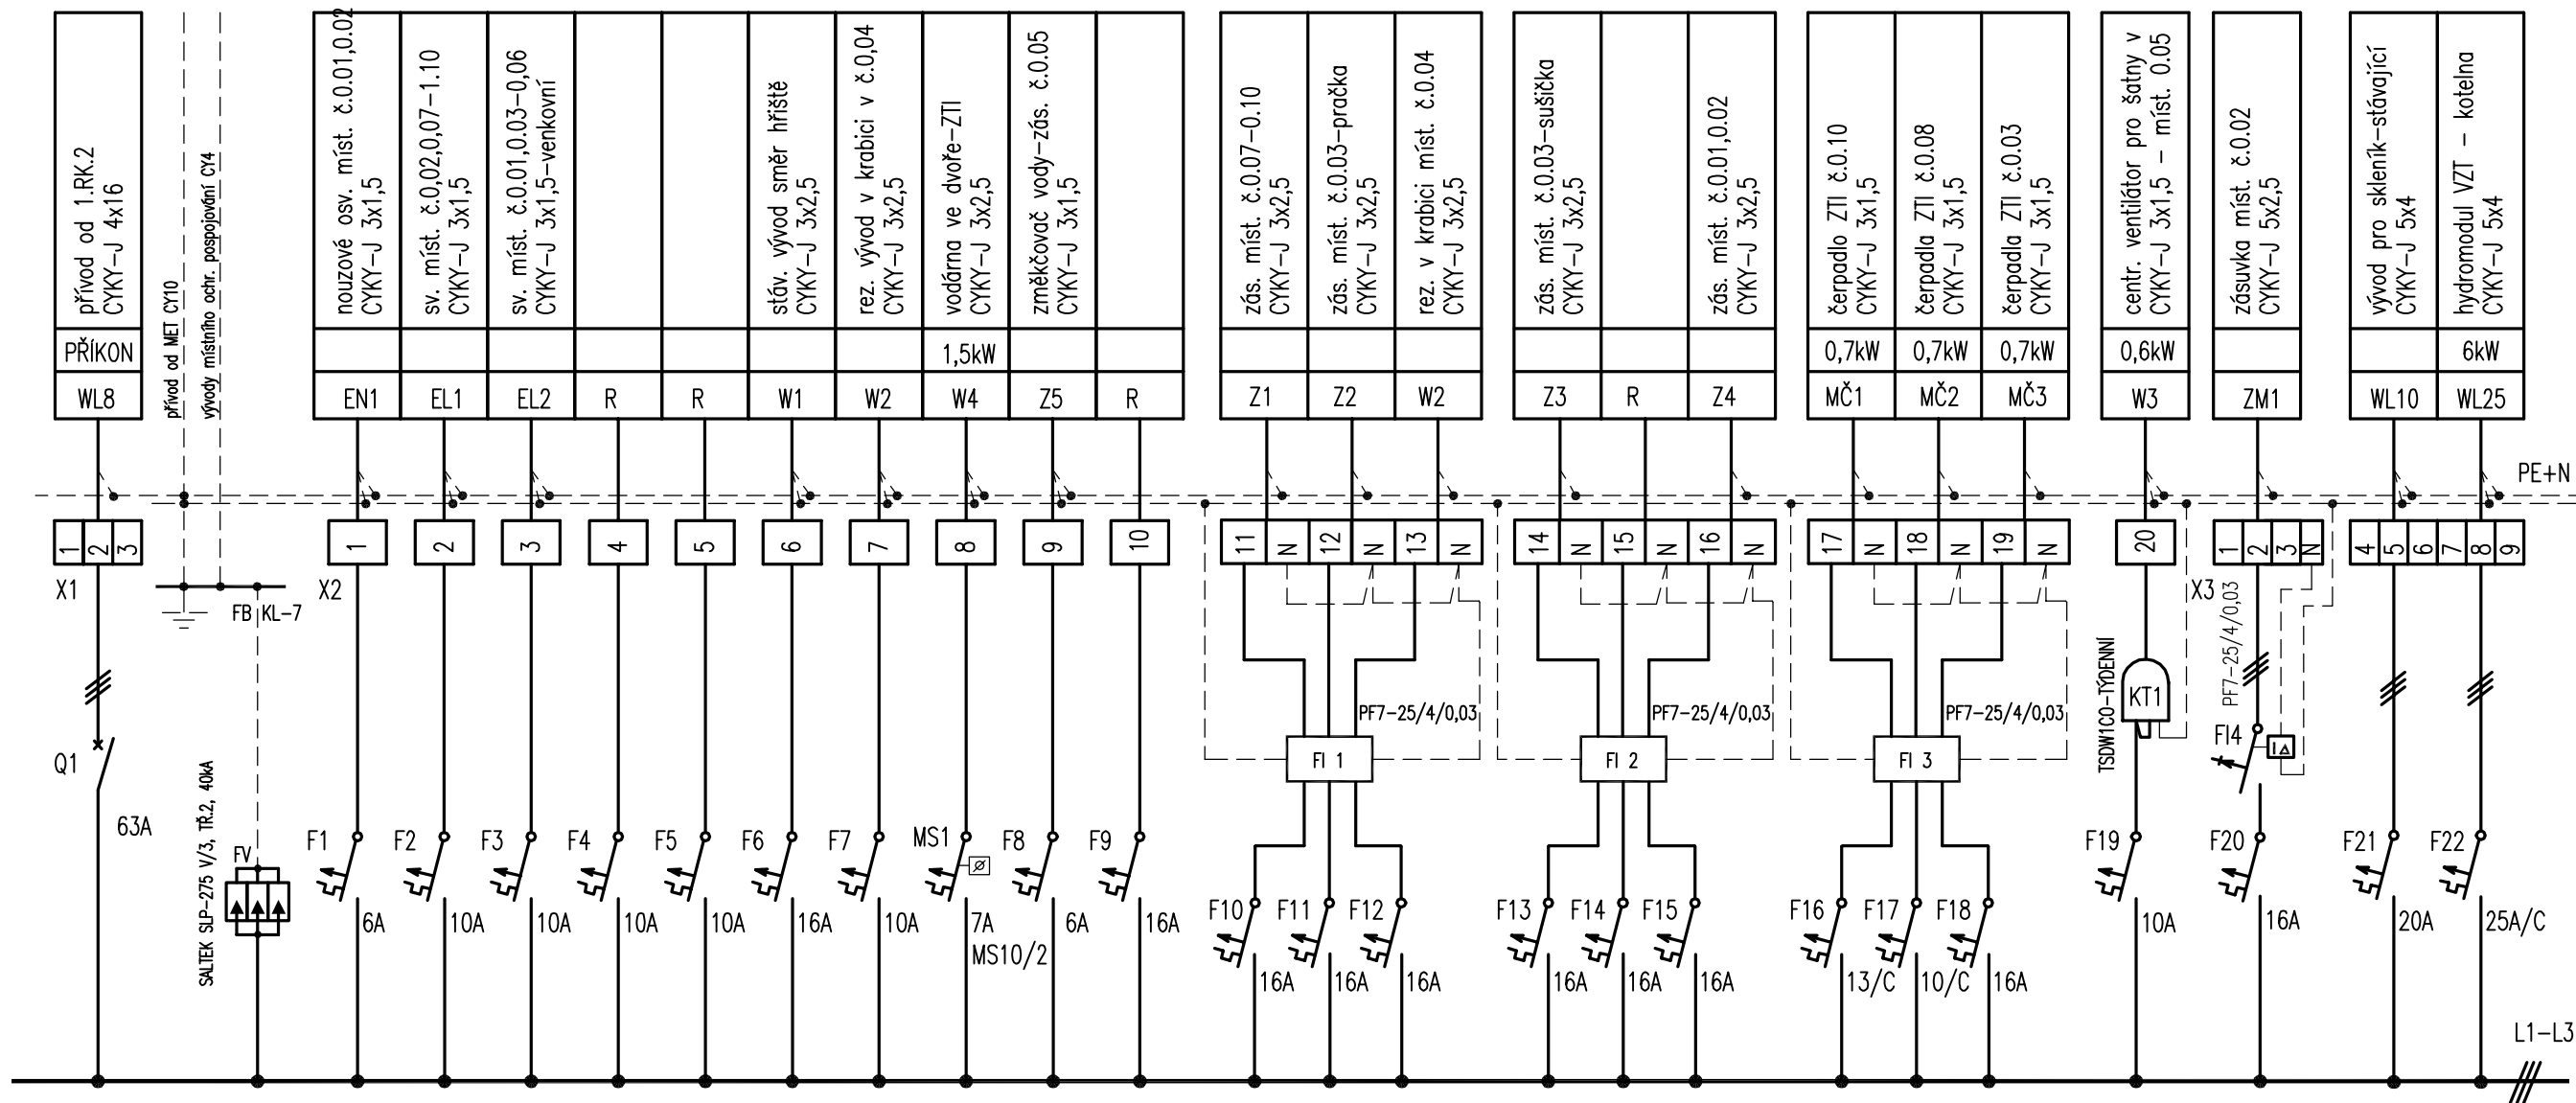 přívod od 1.RK.2
CYKY-J 4x16
PŘÍKON
WL8
přívod od MET CY10
vývody místního ochr. pospojování CY4
nouzové osv. míst. č.0.01,0.02
CYKY-J 3x1,5
EN1
sv. míst. č.0,02,07-1.10
CYKY-J 3x1,5
EL1
sv. míst. č.0.01,0.03-0,06
CYKY-J 3x1,5-venkovní
EL2
R
R
stáv. vývod směr hřiště
CYKY-J 3x2,5
W1
rez. vývod v krabici v č.0,04
CYKY-J 3x2,5
W2
vodárna ve dvoře-ZTI
CYKY-J 3x2,5
1,5kW
W4
změkčovač vody-zás. č.0.05
CYKY-J 3x1,5
Z5
R
zás. míst. č.0.07-0.10
CYKY-J 3x2,5
Z1
zás. míst. č.0.03-pračka
CYKY-J 3x2,5
Z2
rez. v krabici míst. č.0.04
CYKY-J 3x2,5
W2
zás. míst. č.0.03-sušička
CYKY-J 3x2,5
Z3
R
zás. míst. č.0.01,0.02
CYKY-J 3x2,5
Z4
čerpadlo ZTI č.0.10
CYKY-J 3x1,5
0,7kW
MČ1
čerpadla ZTI č.0.08
CYKY-J 3x1,5
0,7kW
MČ2
čerpadla ZTI č.0.03
CYKY-J 3x1,5
0,7kW
MČ3
centr. ventilátor pro šatny v
CYKY-J 3x1,5 - míst. 0.05
0,6kW
W3
zásuvka míst. č.0.02
CYKY-J 5x2,5
ZM1
vývod pro skleník-stávající
CYKY-J 5x4
WL10
hydromodul VZT - kotelna
CYKY-J 5x4
6kW
WL25
PE+N
1 2 3
X1
FB KL-7
1 2 3 4 5 6 7 8 9 10
X2
11 N 12 N 13 N
14 N 15 N 16 N
17 N 18 N 19 N
20
X3
1 2 3 N
4 5 6 7 8 9
PF7-25/4/0,03
PF7-25/4/0,03
PF7-25/4/0,03
PF7-25/4/0,03
TSDW1CO-TÝDENNÍ
KT1
FI4
I△
FI 1
FI 2
FI 3
Q1
63A
SALTEK SLP-275 V/3, TŘ.2, 40kA
FV
F1
6A
F2
10A
F3
10A
F4
10A
F5
10A
F6
16A
F7
10A
MS1
7A
MS10/2
F8
6A
F9
16A
F10
16A
F11
16A
F12
16A
F13
16A
F14
16A
F15
16A
F16
13/C
F17
10/C
F18
16A
F19
10A
F20
16A
F21
20A
F22
25A/C
L1-L3